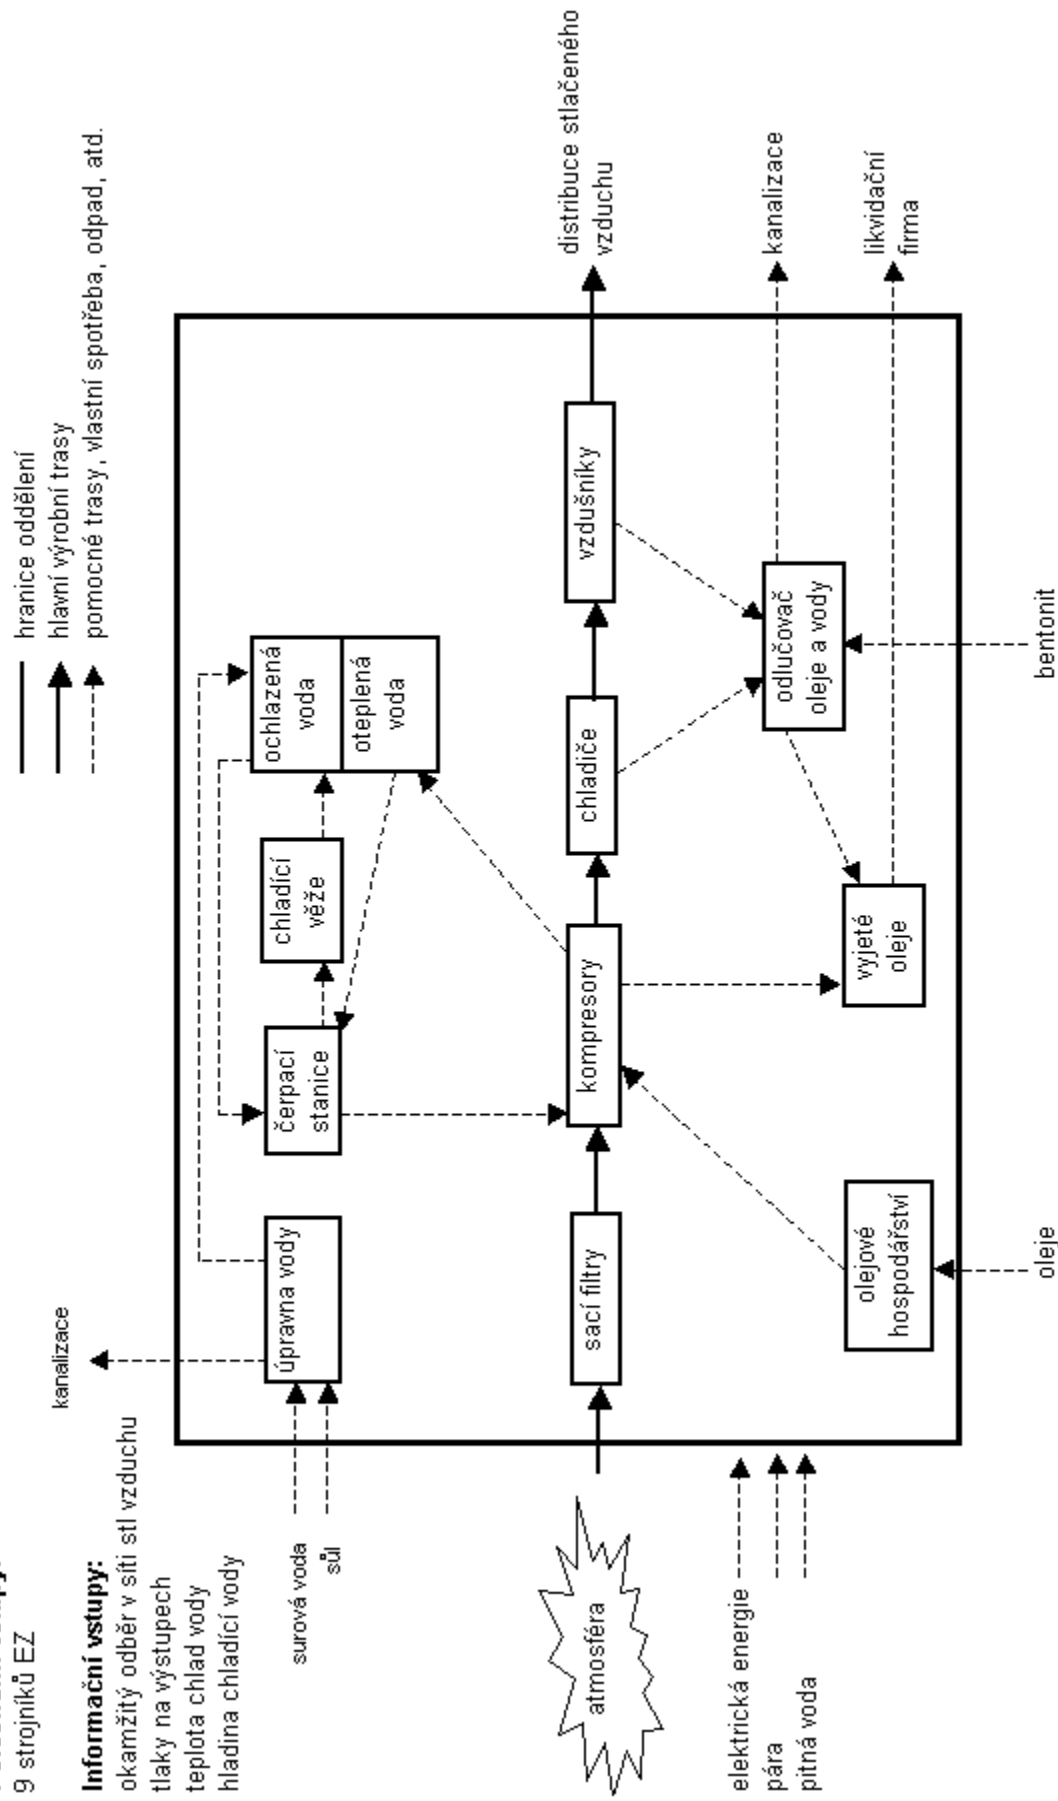 9 strojníků EZ
Informační vstupy:
okamžitý odběr v síti stl vzduchu
tlaky na výstupech
teplota chlad vody
hladina chladící vody
hranice oddělení
hlavní výrobní trasy
pomocné trasy, vlastní spotřeba, odpad, atd.
kanalizace
surová voda
sůl
úpravna vody
čerpací
stanice
chladící
věže
ochlazená
voda
oteplená
voda
atmosféra
sací filtry
kompresory
chladiče
vzdušníky
distribuce stlačeného
vzduchu
elektrická energie
pára
pitná voda
olejové
hospodářství
vyjeté
oleje
odlučovač
oleje a vody
kanalizace
likvidační
firma
oleje
bentonit